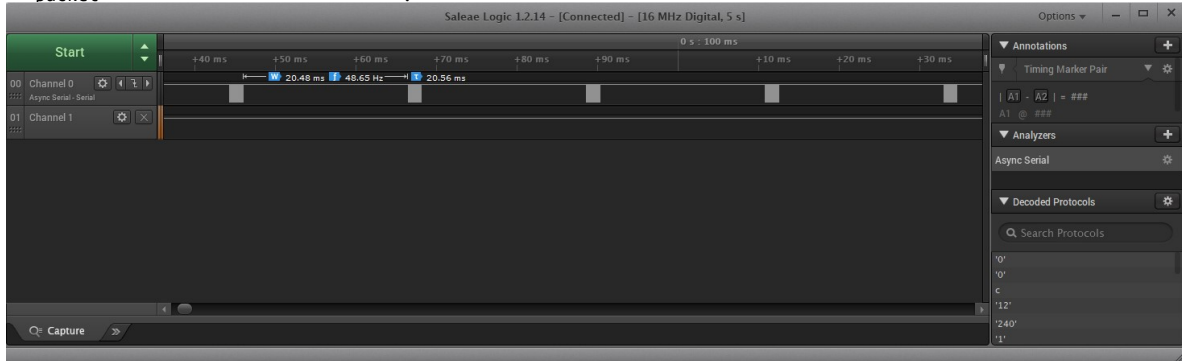 packet
Saleae Logic 1.2.14 - [Connected] - [16 MHz Digital, 5 s]
Options
Start
0 s : 100 ms
+40 ms +50 ms +60 ms +70 ms +80 ms +90 ms +10 ms +20 ms +30 ms
W 20.48 ms f 48.65 Hz T 20.56 ms
00 Channel 0
Async Serial - Serial
01 Channel 1
Annotations
Timing Marker Pair
| A1 - A2 | = ###
A1 @ ###
Analyzers
Async Serial
Decoded Protocols
Search Protocols
'0'
'0'
c
'12'
'240'
'1'
Capture